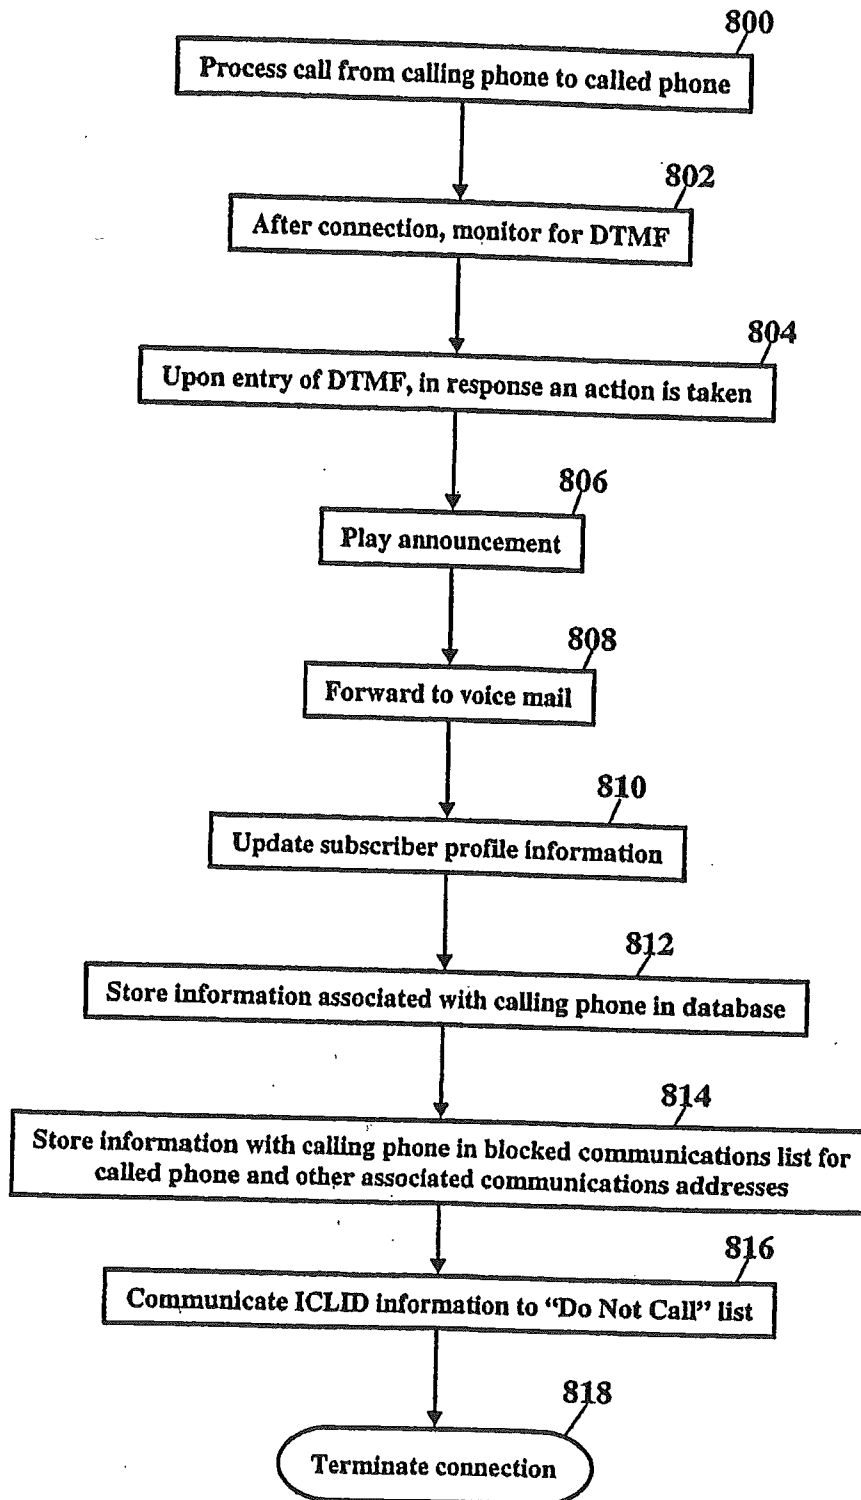 800
Process call from calling phone to called phone
802
After connection, monitor for DTMF
804
Upon entry of DTMF, in response an action is taken
806
Play announcement
808
Forward to voice mail
810
Update subscriber profile information
812
Store information associated with calling phone in database
814
Store information with calling phone in blocked communications list for
called phone and other associated communications addresses
816
Communicate ICLID information to “Do Not Call” list
818
Terminate connection